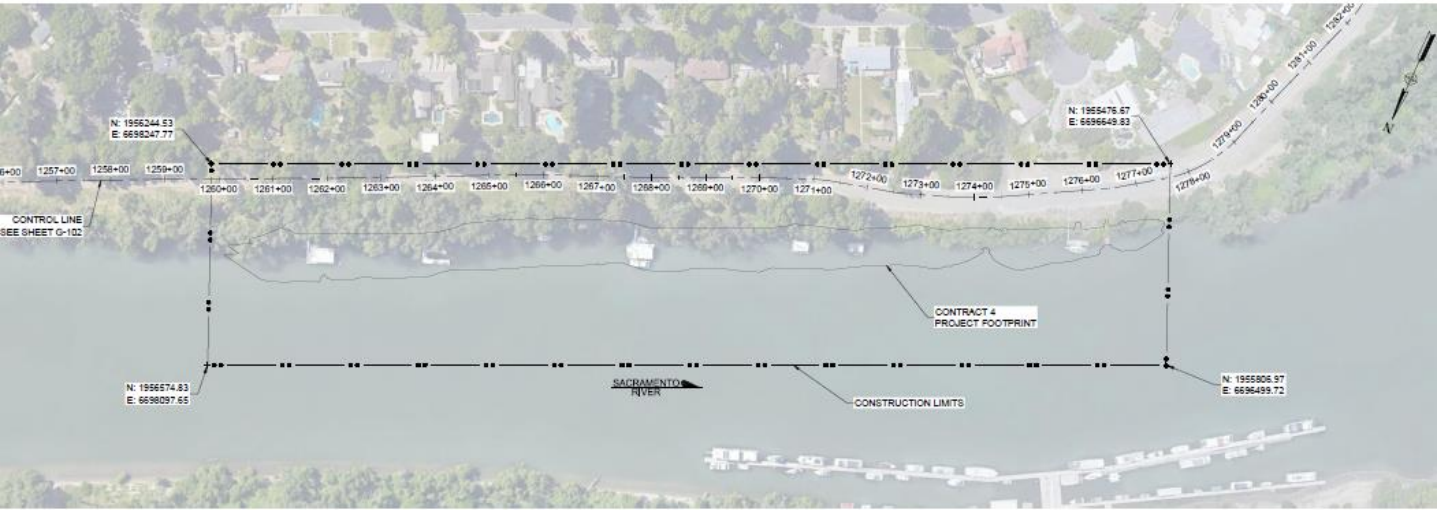 1282+00
1281+00
1280+00
1279+00
N: 1956244.53
E: 6698247.77
N: 1955476.67
E: 6696649.83
6+00
1257+00
1258+00
1259+00
1260+00
1261+00
1262+00
1263+00
1264+00
1265+00
1266+00
1267+00
1268+00
1269+00
1270+00
1271+00
1272+00
1273+00
1274+00
1275+00
1276+00
1277+00
1278+00
N
CONTROL LINE
SEE SHEET G-102
CONTRACT 4
PROJECT FOOTPRINT
N: 1956574.83
E: 6698097.65
SACRAMENTO
RIVER
CONSTRUCTION LIMITS
N: 1955806.97
E: 6696499.72